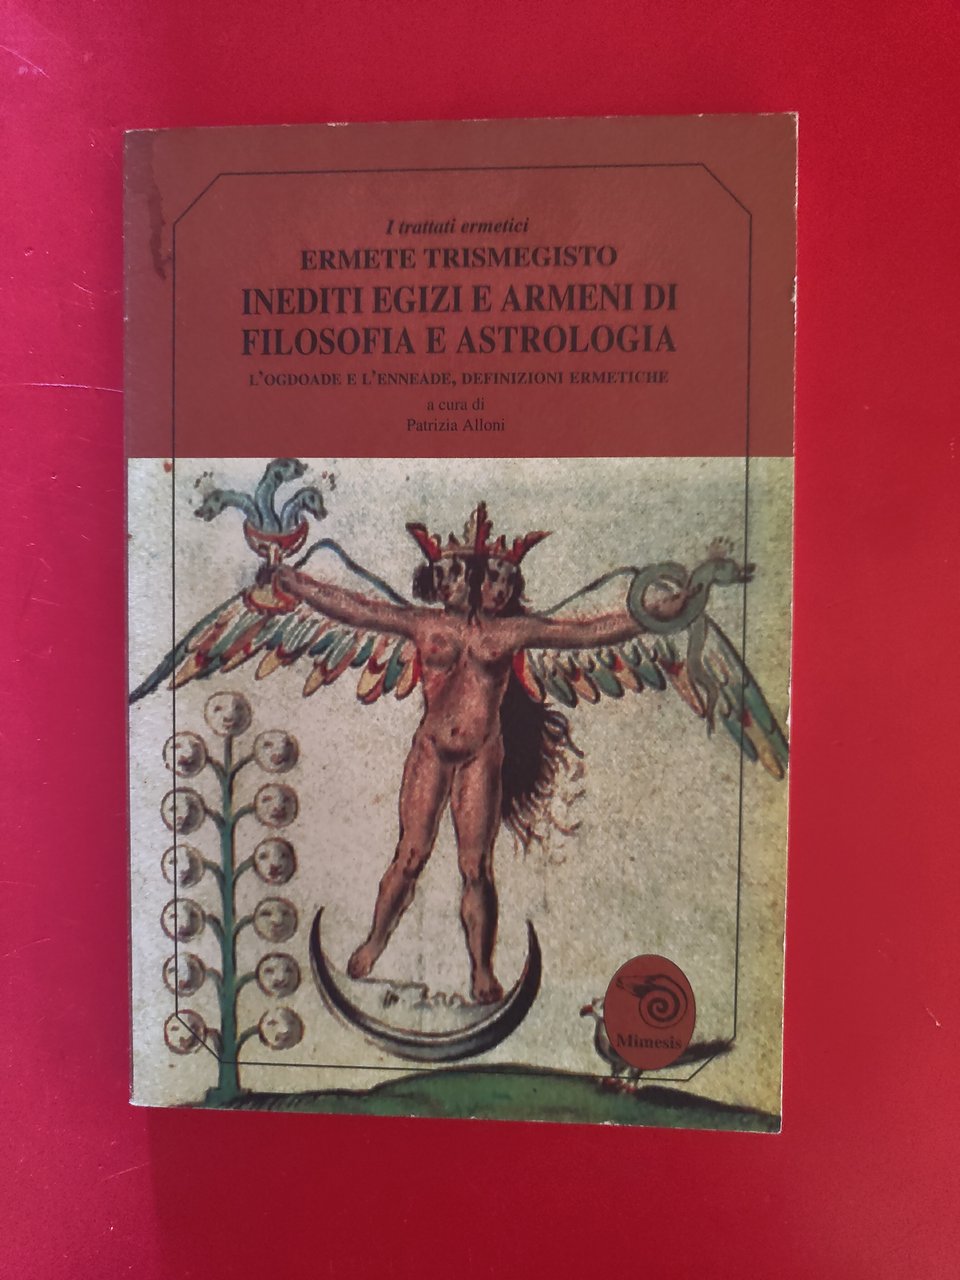 I trattati ermetici
ERMETE TRISMEGISTO
INEDITI EGIZI E ARMENI DI
FILOSOFIA E ASTROLOGIA
L'OGDOADE E L'ENNEADE, DEFINIZIONI ERMETICHE
a cura di
Patrizia Alloni
Mimesis